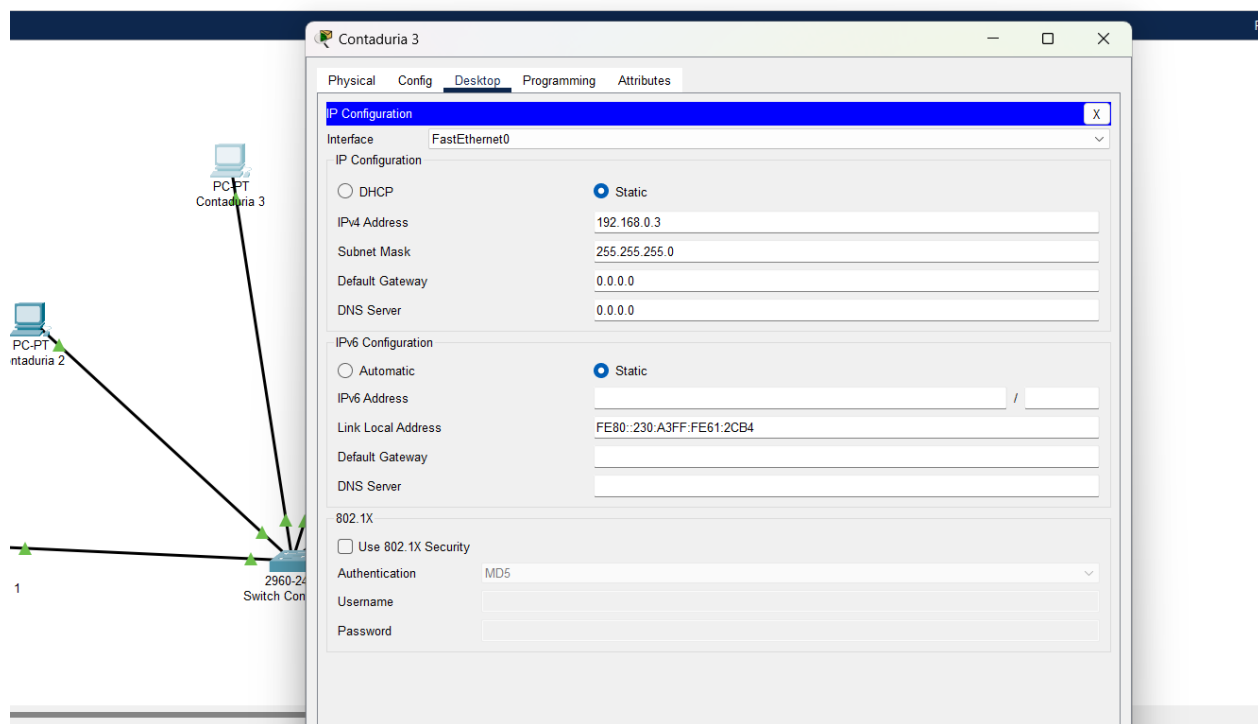 Contaduria 3
Physical Config Desktop Programming Attributes
IP Configuration X
Interface FastEthernet0
IP Configuration
DHCP Static
IPv4 Address 192.168.0.3
Subnet Mask 255.255.255.0
Default Gateway 0.0.0.0
DNS Server 0.0.0.0
IPv6 Configuration
Automatic Static
IPv6 Address /
Link Local Address FE80::230:A3FF:FE61:2CB4
Default Gateway
DNS Server
802.1X
Use 802.1X Security
Authentication MD5
Username
Password
PC-PT
Contaduria 3
PC-PT
ntaduria 2
1
2960-24
Switch Con